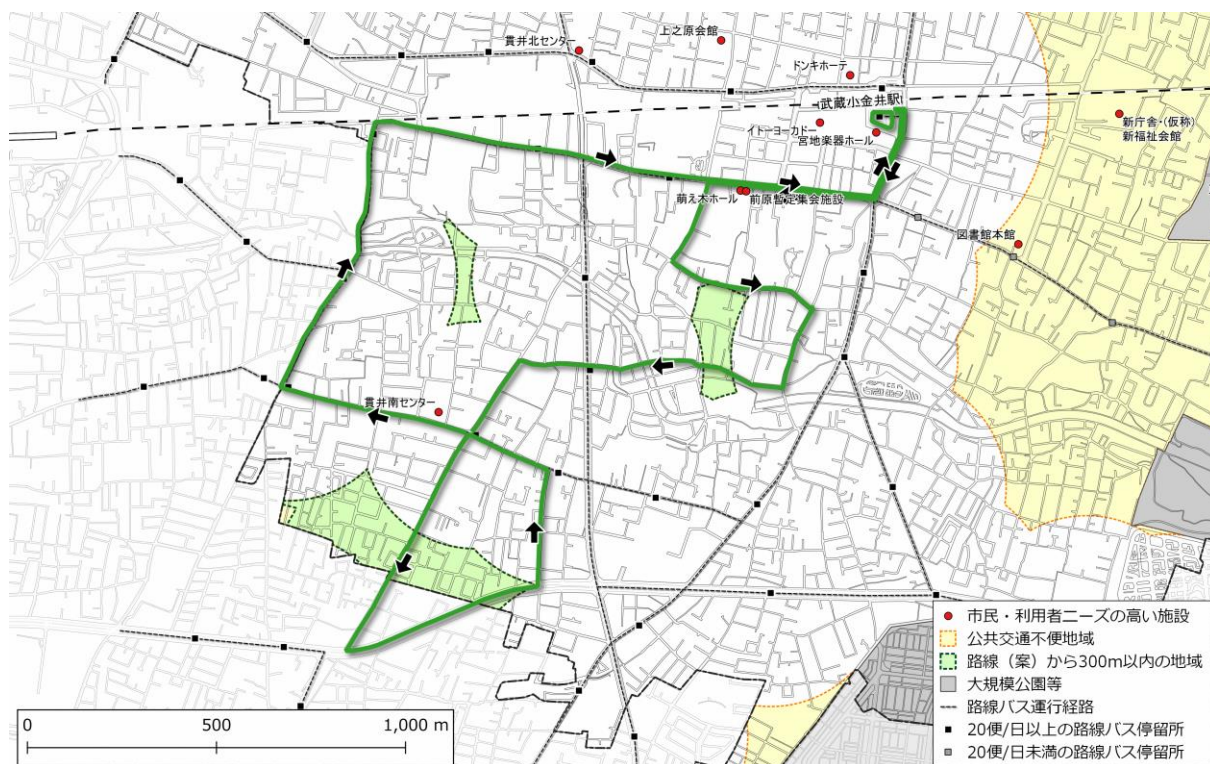 上之原会館
貫井北センター
ドンキホーテ
武蔵小金井駅
イトーヨーカドー
宮地楽器ホール
新庁舎・(仮称)
新福祉会館
萌え木ホール
前原暫定集会施設
図書館本館
貫井南センター
市民・利用者ニーズの高い施設
公共交通不便地域
路線（案）から300m以内の地域
大規模公園等
路線バス運行経路
20便/日以上の路線バス停留所
20便/日未満の路線バス停留所
0 500 1,000 m